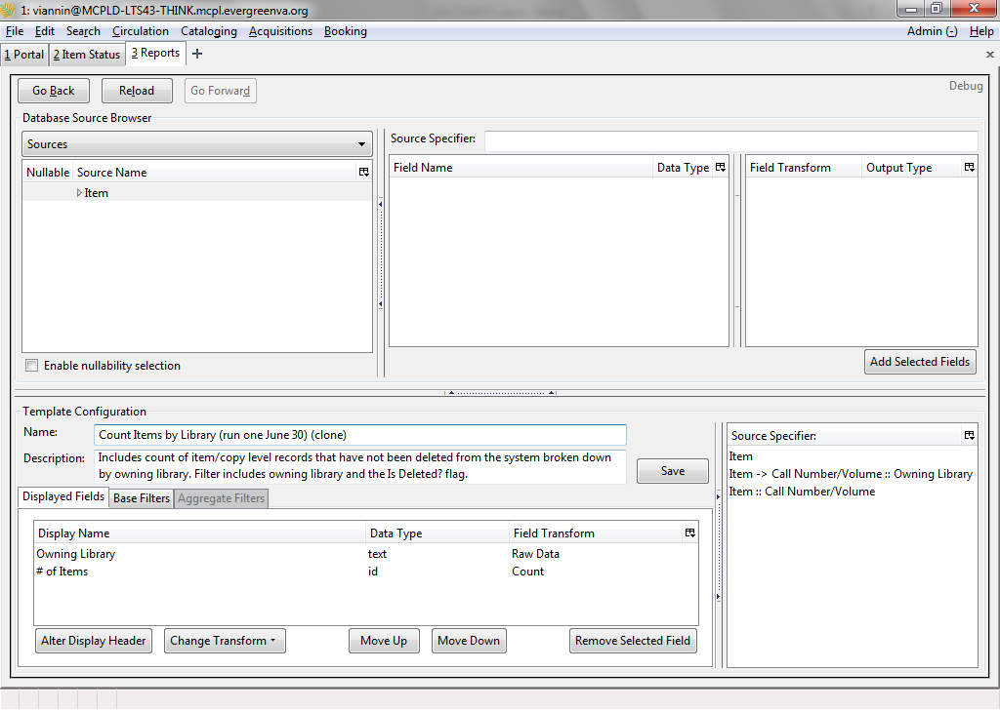 1: viannin@MCPLD-LTS43-THINK.mcpl.evergreenva.org
File Edit Search Circulation Cataloging Acquisitions Booking Admin (-) Help
1 Portal 2 Item Status 3 Reports
Go Back Reload Go Forward Debug
Database Source Browser
Sources
Nullable Source Name
Item
Enable nullability selection
Source Specifier:
Field Name Data Type
Field Transform Output Type
Add Selected Fields
Template Configuration
Name: Count Items by Library (run one June 30) (clone)
Description: Includes count of item/copy level records that have not been deleted from the system broken down
by owning library. Filter includes owning library and the Is Deleted? flag.
Save
Displayed Fields Base Filters Aggregate Filters
Display Name Data Type Field Transform
Owning Library text Raw Data
# of Items id Count
Alter Display Header Change Transform Move Up Move Down Remove Selected Field
Source Specifier:
Item
Item -> Call Number/Volume :: Owning Library
Item :: Call Number/Volume